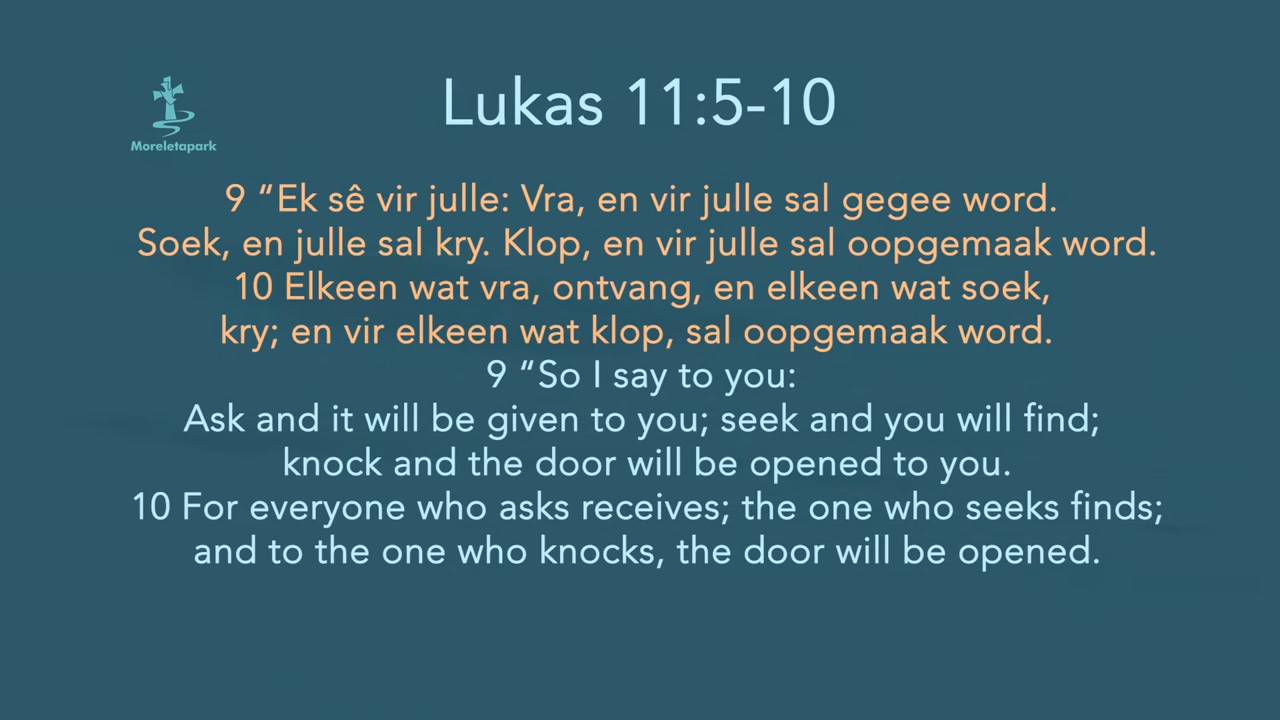 Moreletapark
Lukas 11:5-10
9 “Ek sê vir julle: Vra, en vir julle sal gegee word.
Soek, en julle sal kry. Klop, en vir julle sal oopgemaak word.
10 Elkeen wat vra, ontvang, en elkeen wat soek,
kry; en vir elkeen wat klop, sal oopgemaak word.
9 “So I say to you:
Ask and it will be given to you; seek and you will find;
knock and the door will be opened to you.
10 For everyone who asks receives; the one who seeks finds;
and to the one who knocks, the door will be opened.